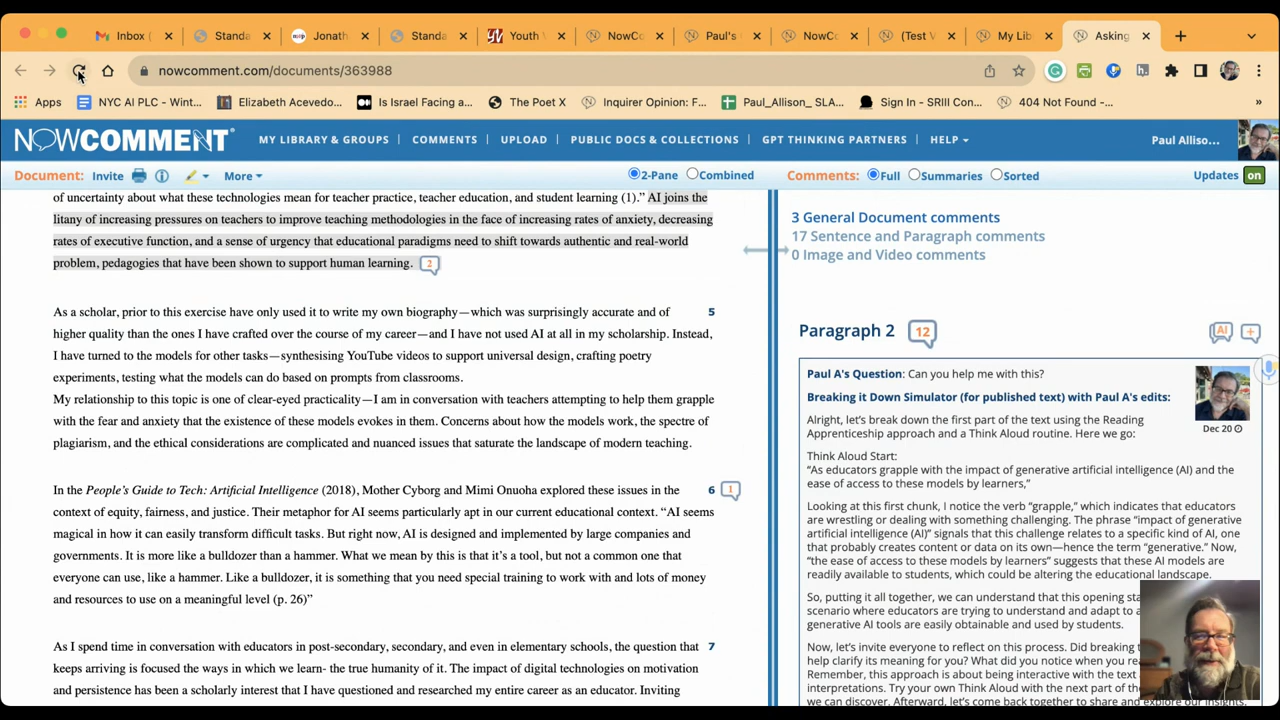 Inbox (
Standa
Jonath
Standa
Youth
NowCo
Paul's
NowCo
(Test V
My Lib
Asking
nowcomment.com/documents/363988
Apps
NYC AI PLC - Wint...
Elizabeth Acevedo...
Is Israel Facing a...
The Poet X
Inquirer Opinion: F...
Paul_Allison_ SLA...
Sign In - SRIII Con...
404 Not Found -...
»
NOWCOMMENT®
MY LIBRARY & GROUPS
COMMENTS
UPLOAD
PUBLIC DOCS & COLLECTIONS
GPT THINKING PARTNERS
HELP
Paul Alliso...
Document:
Invite
More
2-Pane
Combined
Comments:
Full
Summaries
Sorted
Updates
on
of uncertainty about what these technologies mean for teacher practice, teacher education, and student learning (1).” AI joins the
litany of increasing pressures on teachers to improve teaching methodologies in the face of increasing rates of anxiety, decreasing
rates of executive function, and a sense of urgency that educational paradigms need to shift towards authentic and real-world
problem, pedagogies that have been shown to support human learning. 2
As a scholar, prior to this exercise have only used it to write my own biography—which was surprisingly accurate and of 5
higher quality than the ones I have crafted over the course of my career—and I have not used AI at all in my scholarship. Instead,
I have turned to the models for other tasks—synthesising YouTube videos to support universal design, crafting poetry
experiments, testing what the models can do based on prompts from classrooms.
My relationship to this topic is one of clear-eyed practicality—I am in conversation with teachers attempting to help them grapple
with the fear and anxiety that the existence of these models evokes in them. Concerns about how the models work, the spectre of
plagiarism, and the ethical considerations are complicated and nuanced issues that saturate the landscape of modern teaching.
In the People’s Guide to Tech: Artificial Intelligence (2018), Mother Cyborg and Mimi Onuoha explored these issues in the 6 1
context of equity, fairness, and justice. Their metaphor for AI seems particularly apt in our current educational context. “AI seems
magical in how it can easily transform difficult tasks. But right now, AI is designed and implemented by large companies and
governments. It is more like a bulldozer than a hammer. What we mean by this is that it’s a tool, but not a common one that
everyone can use, like a hammer. Like a bulldozer, it is something that you need special training to work with and lots of money
and resources to use on a meaningful level (p. 26)”
As I spend time in conversation with educators in post-secondary, secondary, and even in elementary schools, the question that 7
keeps arriving is focused the ways in which we learn- the true humanity of it. The impact of digital technologies on motivation
and persistence has been a scholarly interest that I have questioned and researched my entire career as an educator. Inviting
3 General Document comments
17 Sentence and Paragraph comments
0 Image and Video comments
Paragraph 2 12
AI
+
Paul A's Question: Can you help me with this?
Breaking it Down Simulator (for published text) with Paul A's edits:
Dec 20
Alright, let’s break down the first part of the text using the Reading
Apprenticeship approach and a Think Aloud routine. Here we go:
Think Aloud Start:
“As educators grapple with the impact of generative artificial intelligence (AI) and the
ease of access to these models by learners,”
Looking at this first chunk, I notice the verb “grapple,” which indicates that educators
are wrestling or dealing with something challenging. The phrase “impact of generative
artificial intelligence (AI)” signals that this challenge relates to a specific kind of AI, one
that probably creates content or data on its own—hence the term “generative.” Now,
“the ease of access to these models by learners” suggests that these AI models are
readily available to students, which could be altering the educational landscape.
So, putting it all together, we can understand that this opening sta
scenario where educators are trying to understand and adapt to a
generative AI tools are easily obtainable and used by students.
Now, let’s invite everyone to reflect on this process. Did breaking
help clarify its meaning for you? What did you notice when you rea
Remember, this approach is about being interactive with the text
interpretations. Try your own Think Aloud with the next part of the
we can discover. Afterward, let’s come back together to share and explore our insights.